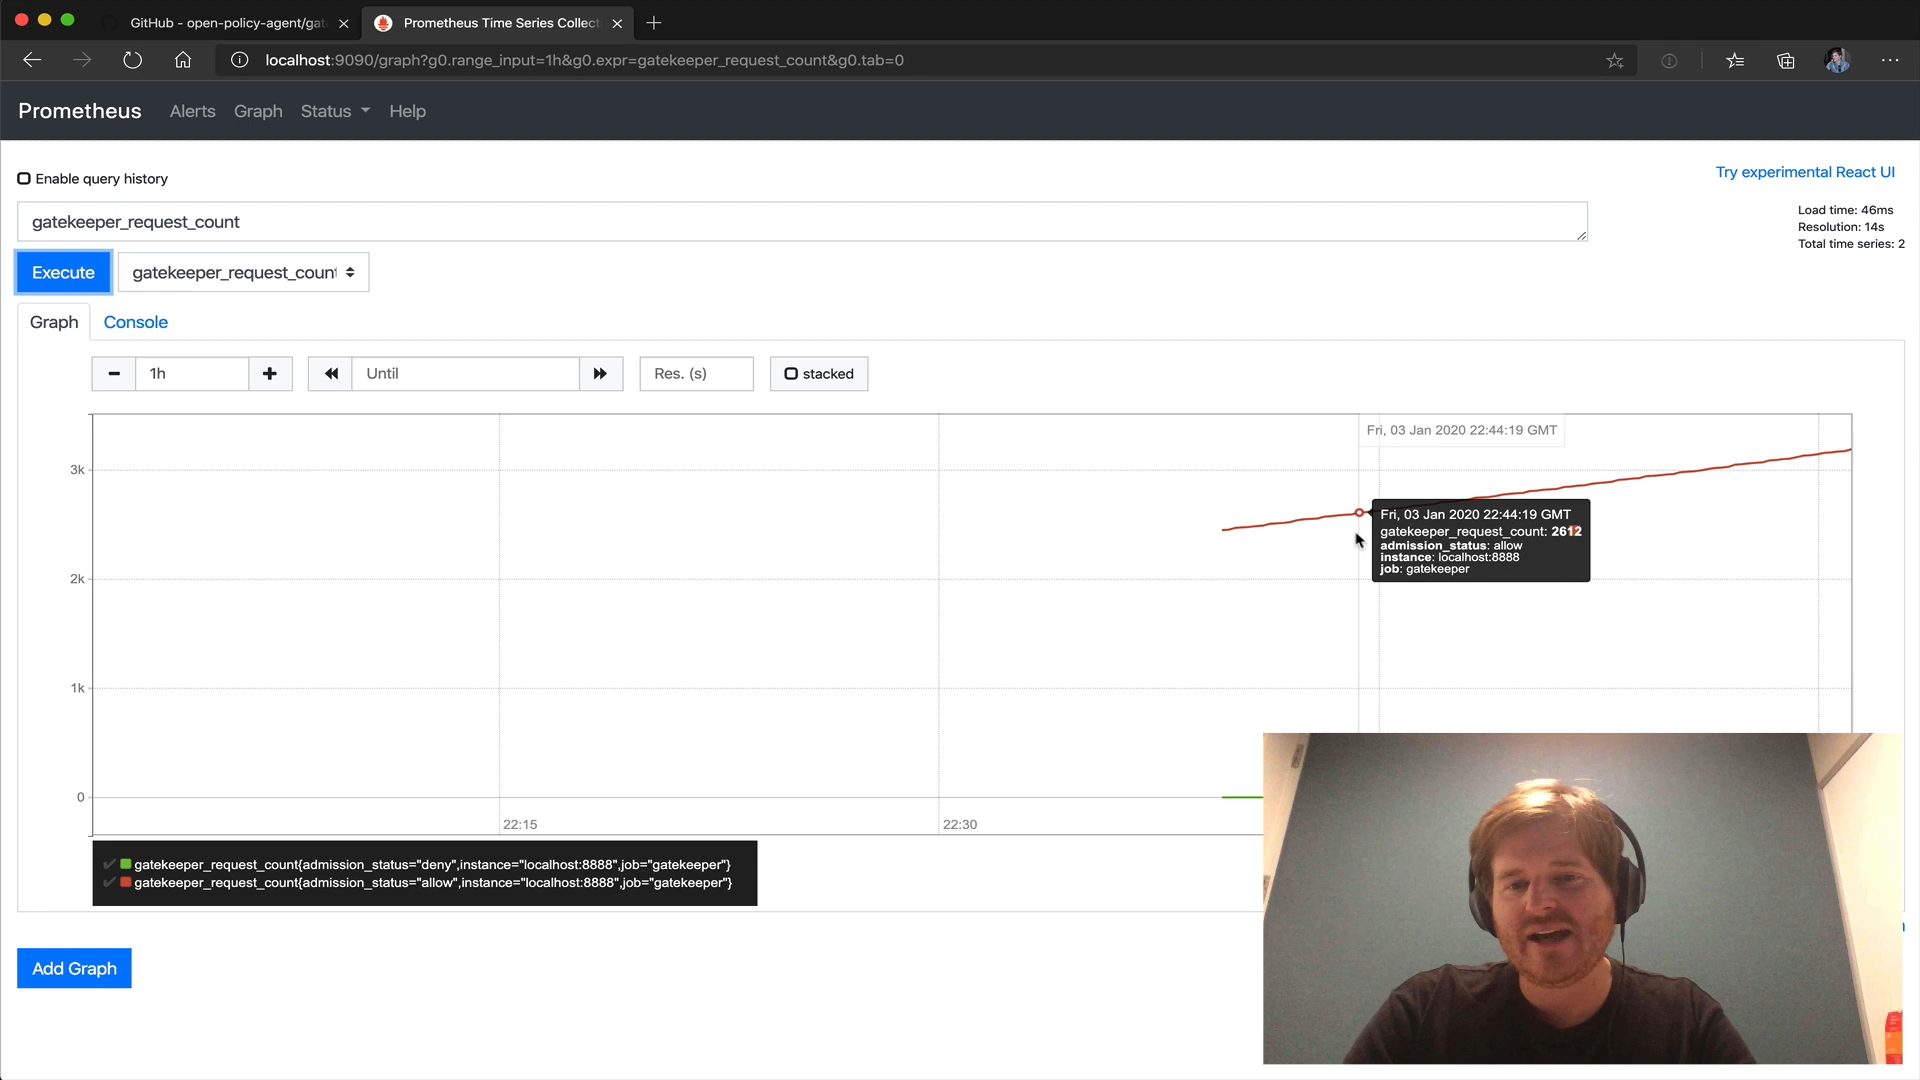 GitHub - open-policy-agent/gat
Prometheus Time Series Collect
localhost:9090/graph?g0.range_input=1h&g0.expr=gatekeeper_request_count&g0.tab=0
Prometheus Alerts Graph Status Help
Enable query history
Try experimental React UI
gatekeeper_request_count
Load time: 46ms
Resolution: 14s
Total time series: 2
Execute gatekeeper_request_count
Graph Console
1h Until Res. (s) stacked
Fri, 03 Jan 2020 22:44:19 GMT
3k
Fri, 03 Jan 2020 22:44:19 GMT
gatekeeper_request_count: 2612
admission_status: allow
instance: localhost:8888
job: gatekeeper
2k
1k
0
22:15 22:30
gatekeeper_request_count{admission_status="deny",instance="localhost:8888",job="gatekeeper"}
gatekeeper_request_count{admission_status="allow",instance="localhost:8888",job="gatekeeper"}
Add Graph